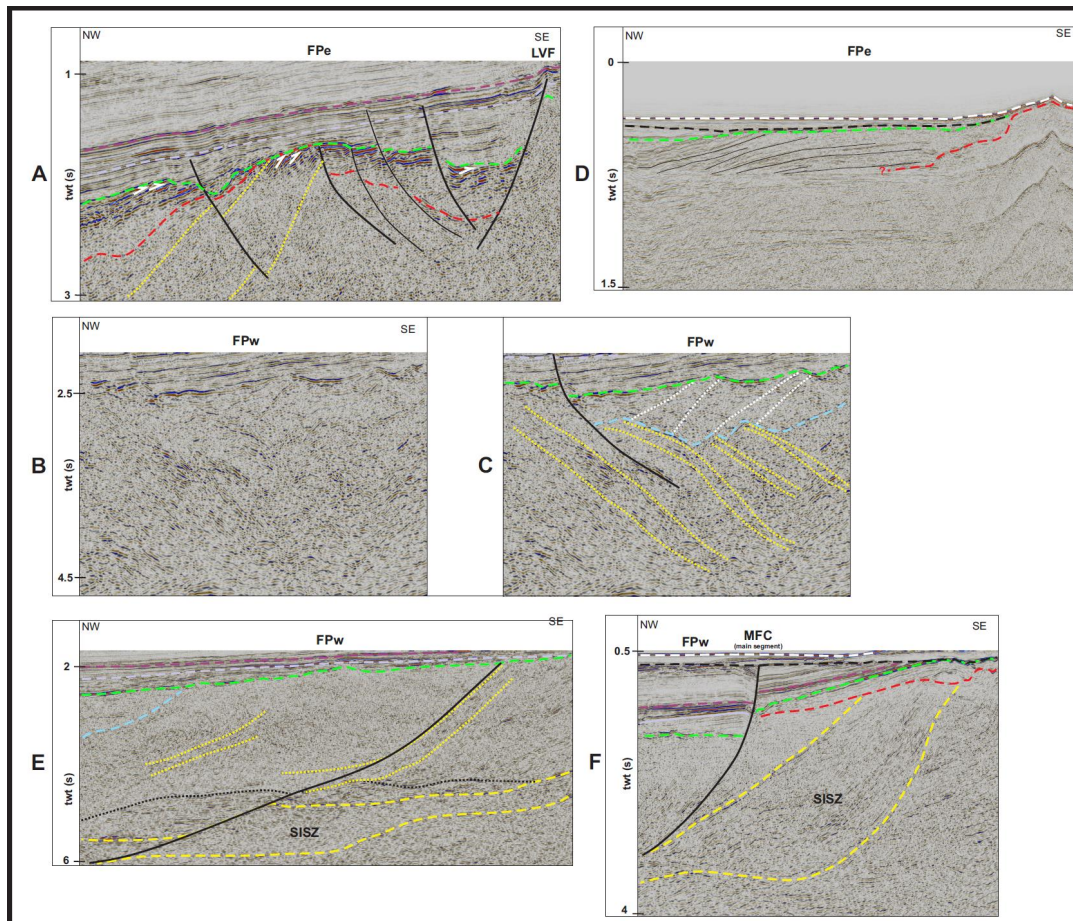 NW
SE
FPe
LVF
1
A
twt (s)
3
NW
SE
FPe
0
D
twt (s)
?
1.5
NW
SE
FPw
2.5
B
twt (s)
4.5
NW
SE
FPw
C
NW
SE
FPw
2
E
twt (s)
SISZ
6
NW
SE
MFC
FPw
(main segment)
0.5
F
twt (s)
SISZ
4